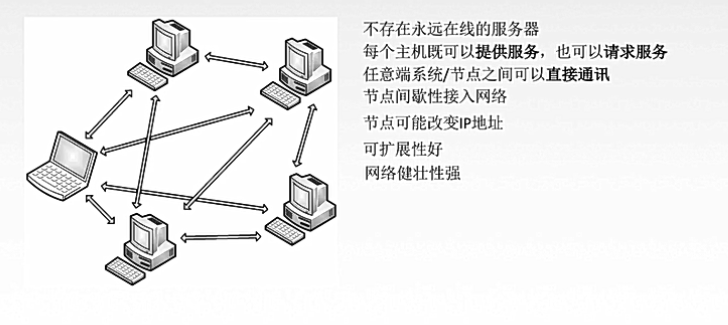 不存在永远在线的服务器
每个主机既可以提供服务，也可以请求服务
任意端系统/节点之间可以直接通讯
节点间歇性接入网络
节点可能改变IP地址
可扩展性好
网络健壮性强